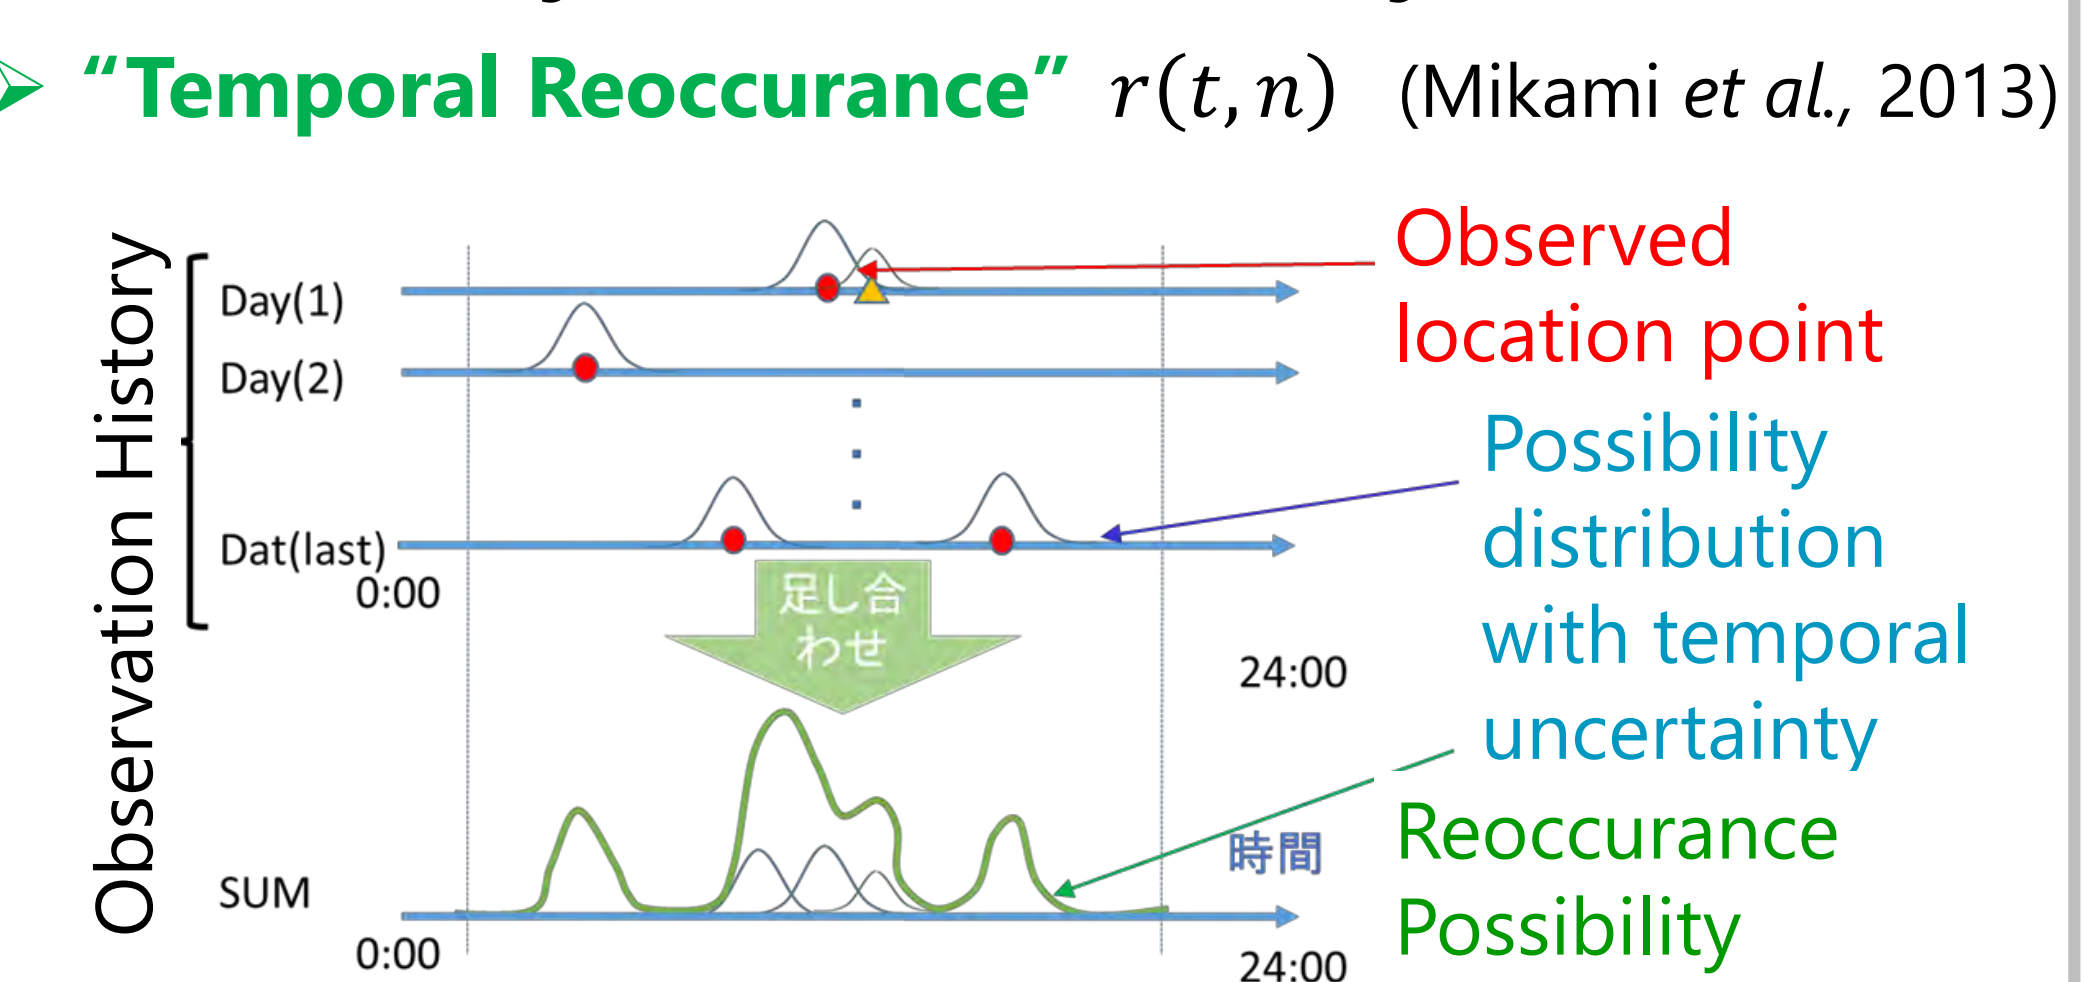 “Temporal Reoccurance” r(t,n) (Mikami et al., 2013)
Observation History
Day(1)
Day(2)
Dat(last)
0:00
24:00
足し合
わせ
SUM
0:00
24:00
時間
Observed
location point
Possibility
distribution
with temporal
uncertainty
Reoccurance
Possibility